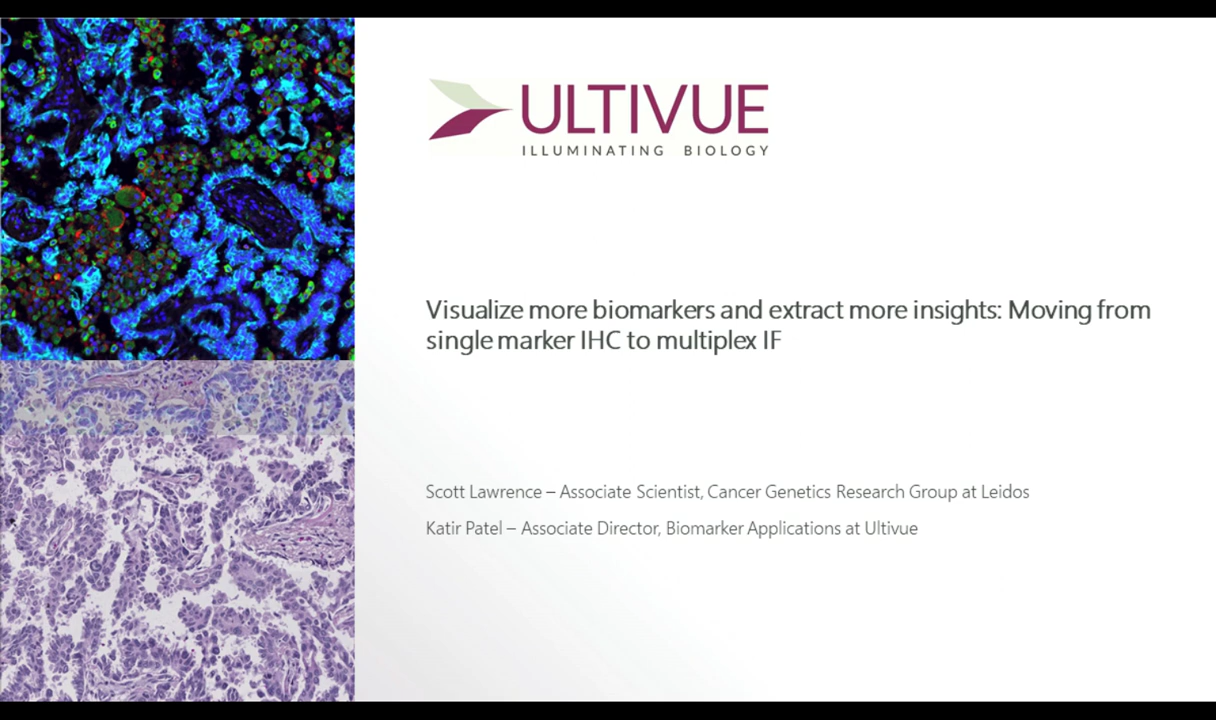 ULTIVUE
ILLUMINATING BIOLOGY
Visualize more biomarkers and extract more insights: Moving from
single marker IHC to multiplex IF
Scott Lawrence – Associate Scientist, Cancer Genetics Research Group at Leidos
Katir Patel – Associate Director, Biomarker Applications at Ultivue